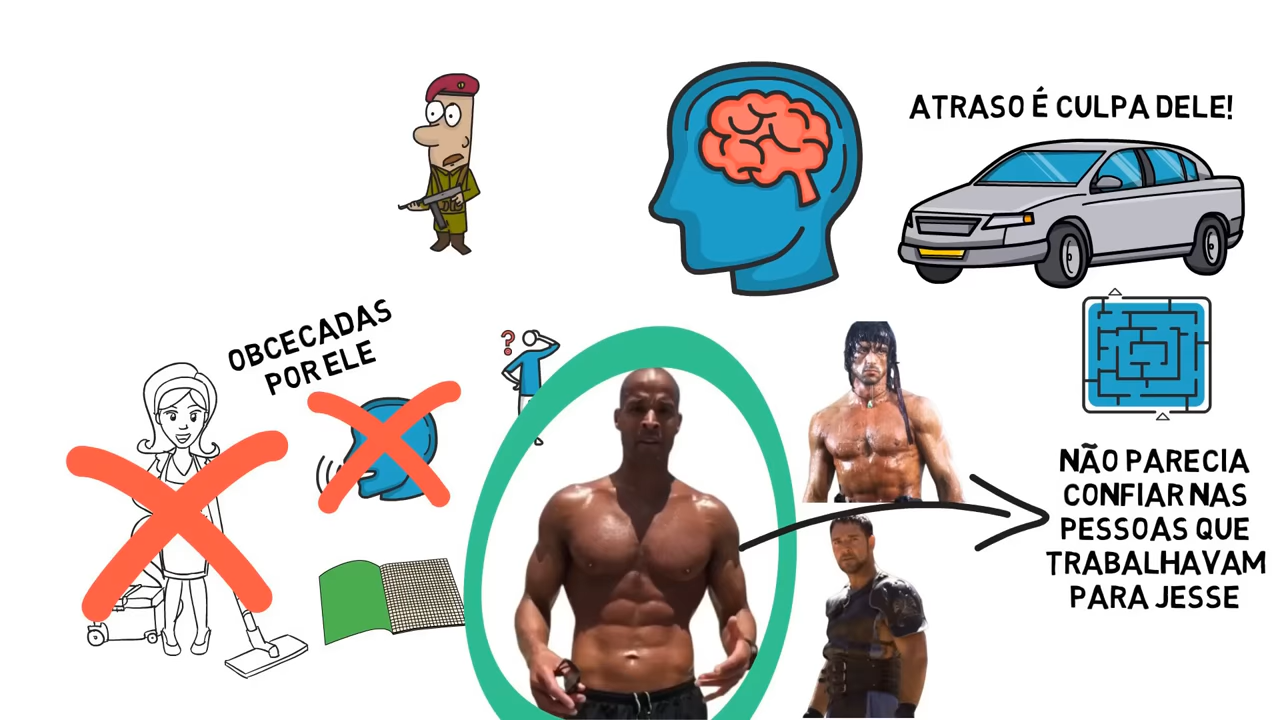 ATRASO É CULPA DELE!
OBCECADAS
POR ELE
?
NÃO PARECIA
CONFIAR NAS
PESSOAS QUE
TRABALHAVAM
PARA JESSE